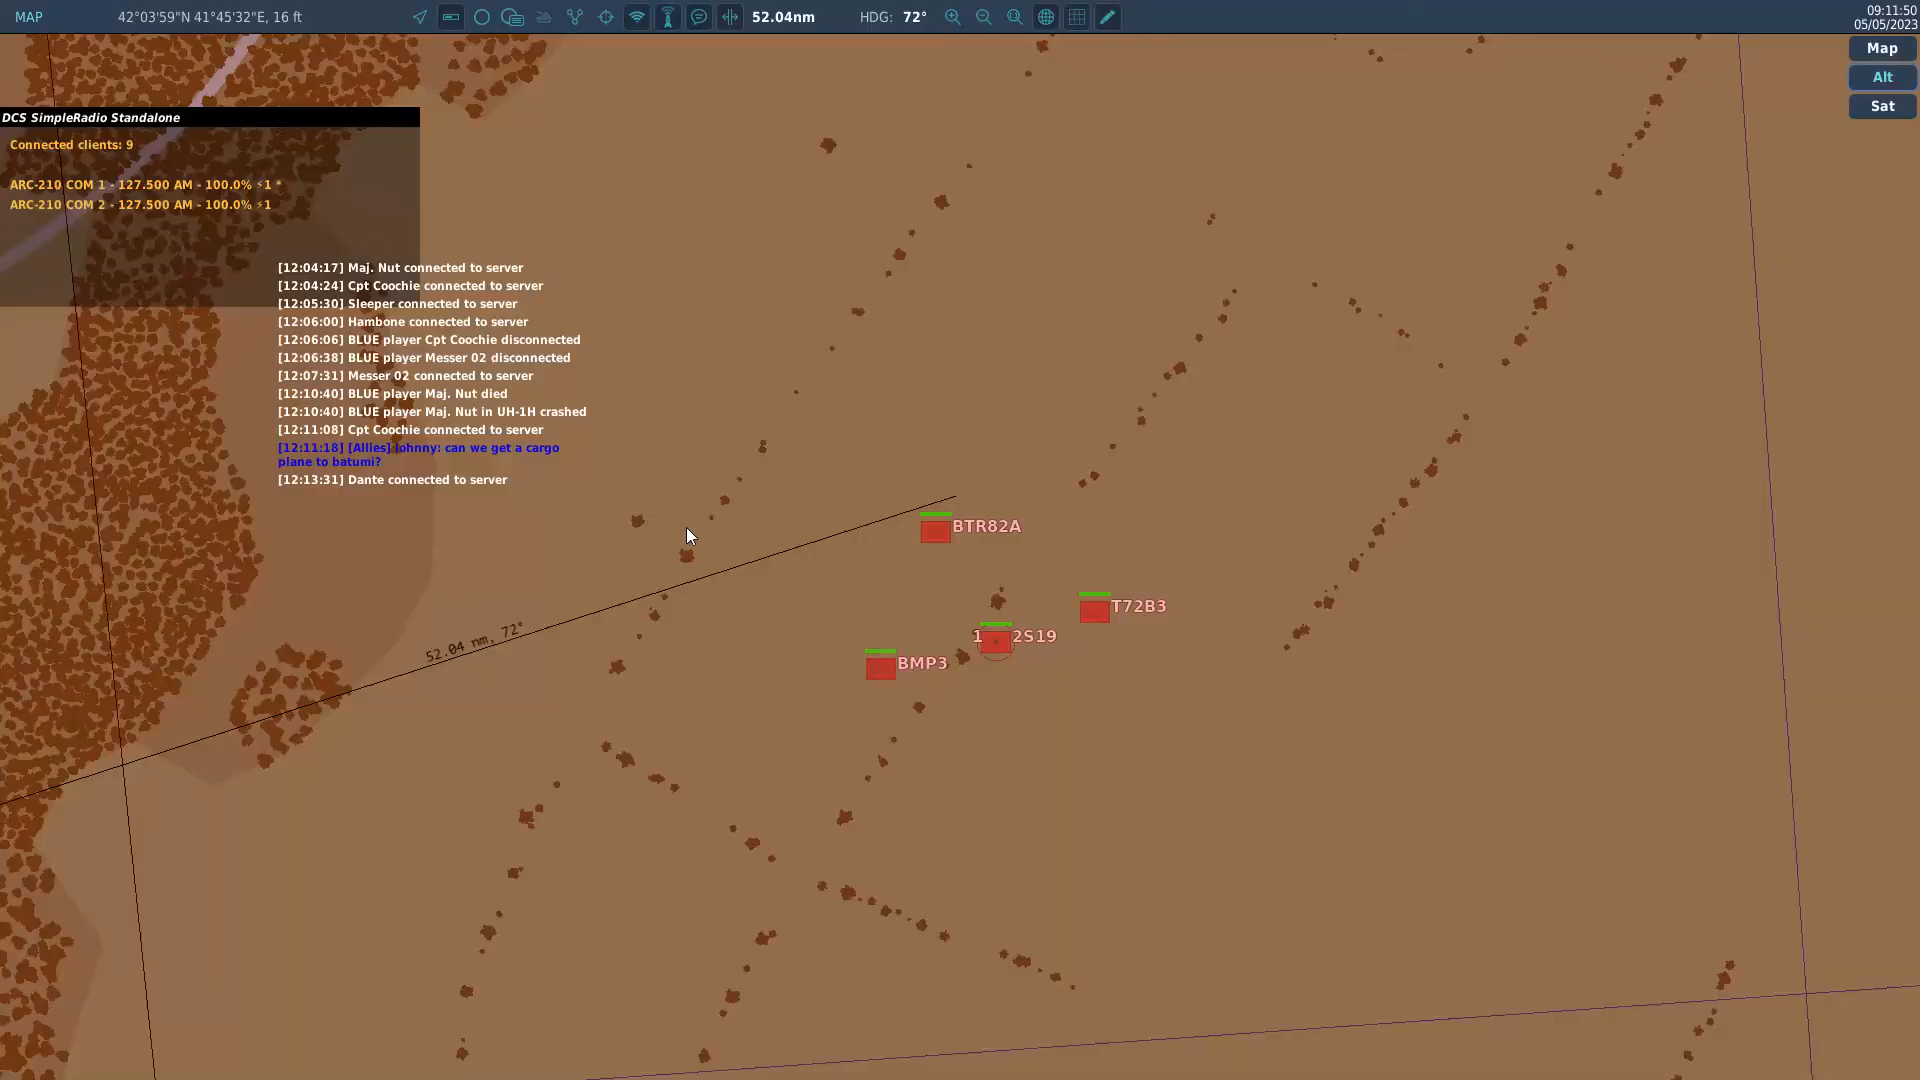 MAP
42°03'59"N 41°45'32"E, 16 ft
52.04nm
HDG: 72°
09:11:50
05/05/2023
Map
Alt
Sat
DCS SimpleRadio Standalone
Connected clients: 9
ARC-210 COM 1 - 127.500 AM - 100.0% ⚡1 *
ARC-210 COM 2 - 127.500 AM - 100.0% ⚡1
[12:04:17] Maj. Nut connected to server
[12:04:24] Cpt Coochie connected to server
[12:05:30] Sleeper connected to server
[12:06:00] Hambone connected to server
[12:06:06] BLUE player Cpt Coochie disconnected
[12:06:38] BLUE player Messer 02 disconnected
[12:07:31] Messer 02 connected to server
[12:10:40] BLUE player Maj. Nut died
[12:10:40] BLUE player Maj. Nut in UH-1H crashed
[12:11:08] Cpt Coochie connected to server
[12:11:18] [Allies] Johnny: can we get a cargo
plane to batumi?
[12:13:31] Dante connected to server
BTR82A
T72B3
1 2S19
BMP3
52.04 nm, 72°